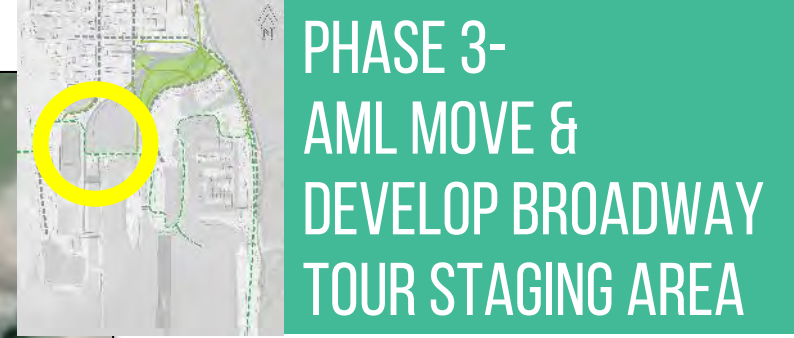 N
PHASE 3-
AML MOVE &
DEVELOP BROADWAY
TOUR STAGING AREA